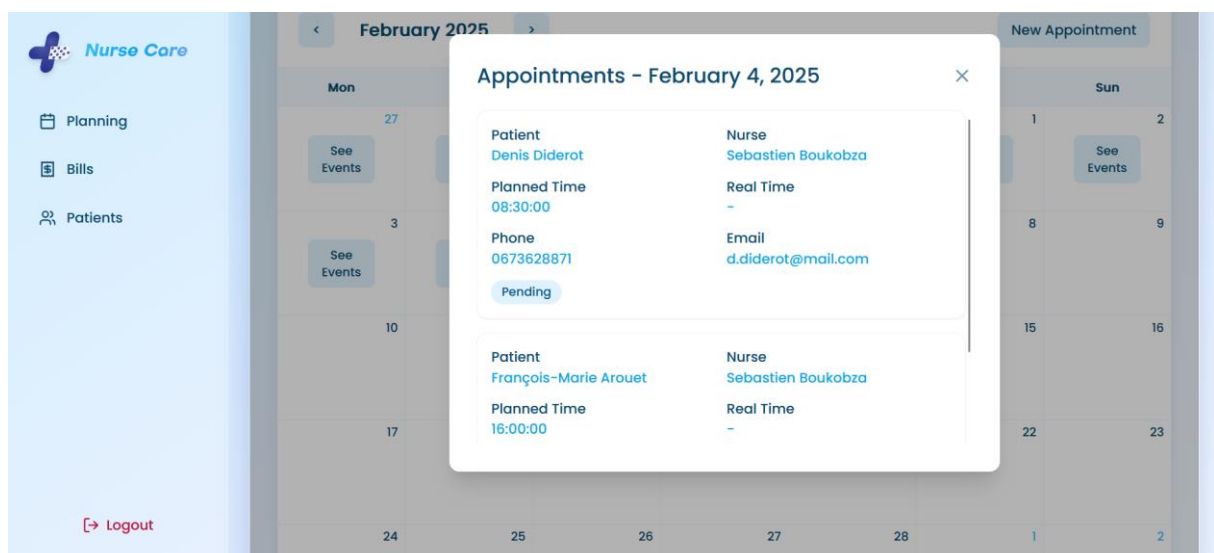 Nurse Care
Planning
Bills
Patients
Logout
< February 2025 >
New Appointment
Mon
Sun
27
1
2
See
Events
See
Events
3
8
9
See
Events
10
15
16
17
22
23
24
25
26
27
28
1
2
Appointments - February 4, 2025
Patient
Nurse
Denis Diderot
Sebastien Boukobza
Planned Time
Real Time
08:30:00
-
Phone
Email
0673628871
d.diderot@mail.com
Pending
Patient
Nurse
François-Marie Arouet
Sebastien Boukobza
Planned Time
Real Time
16:00:00
-